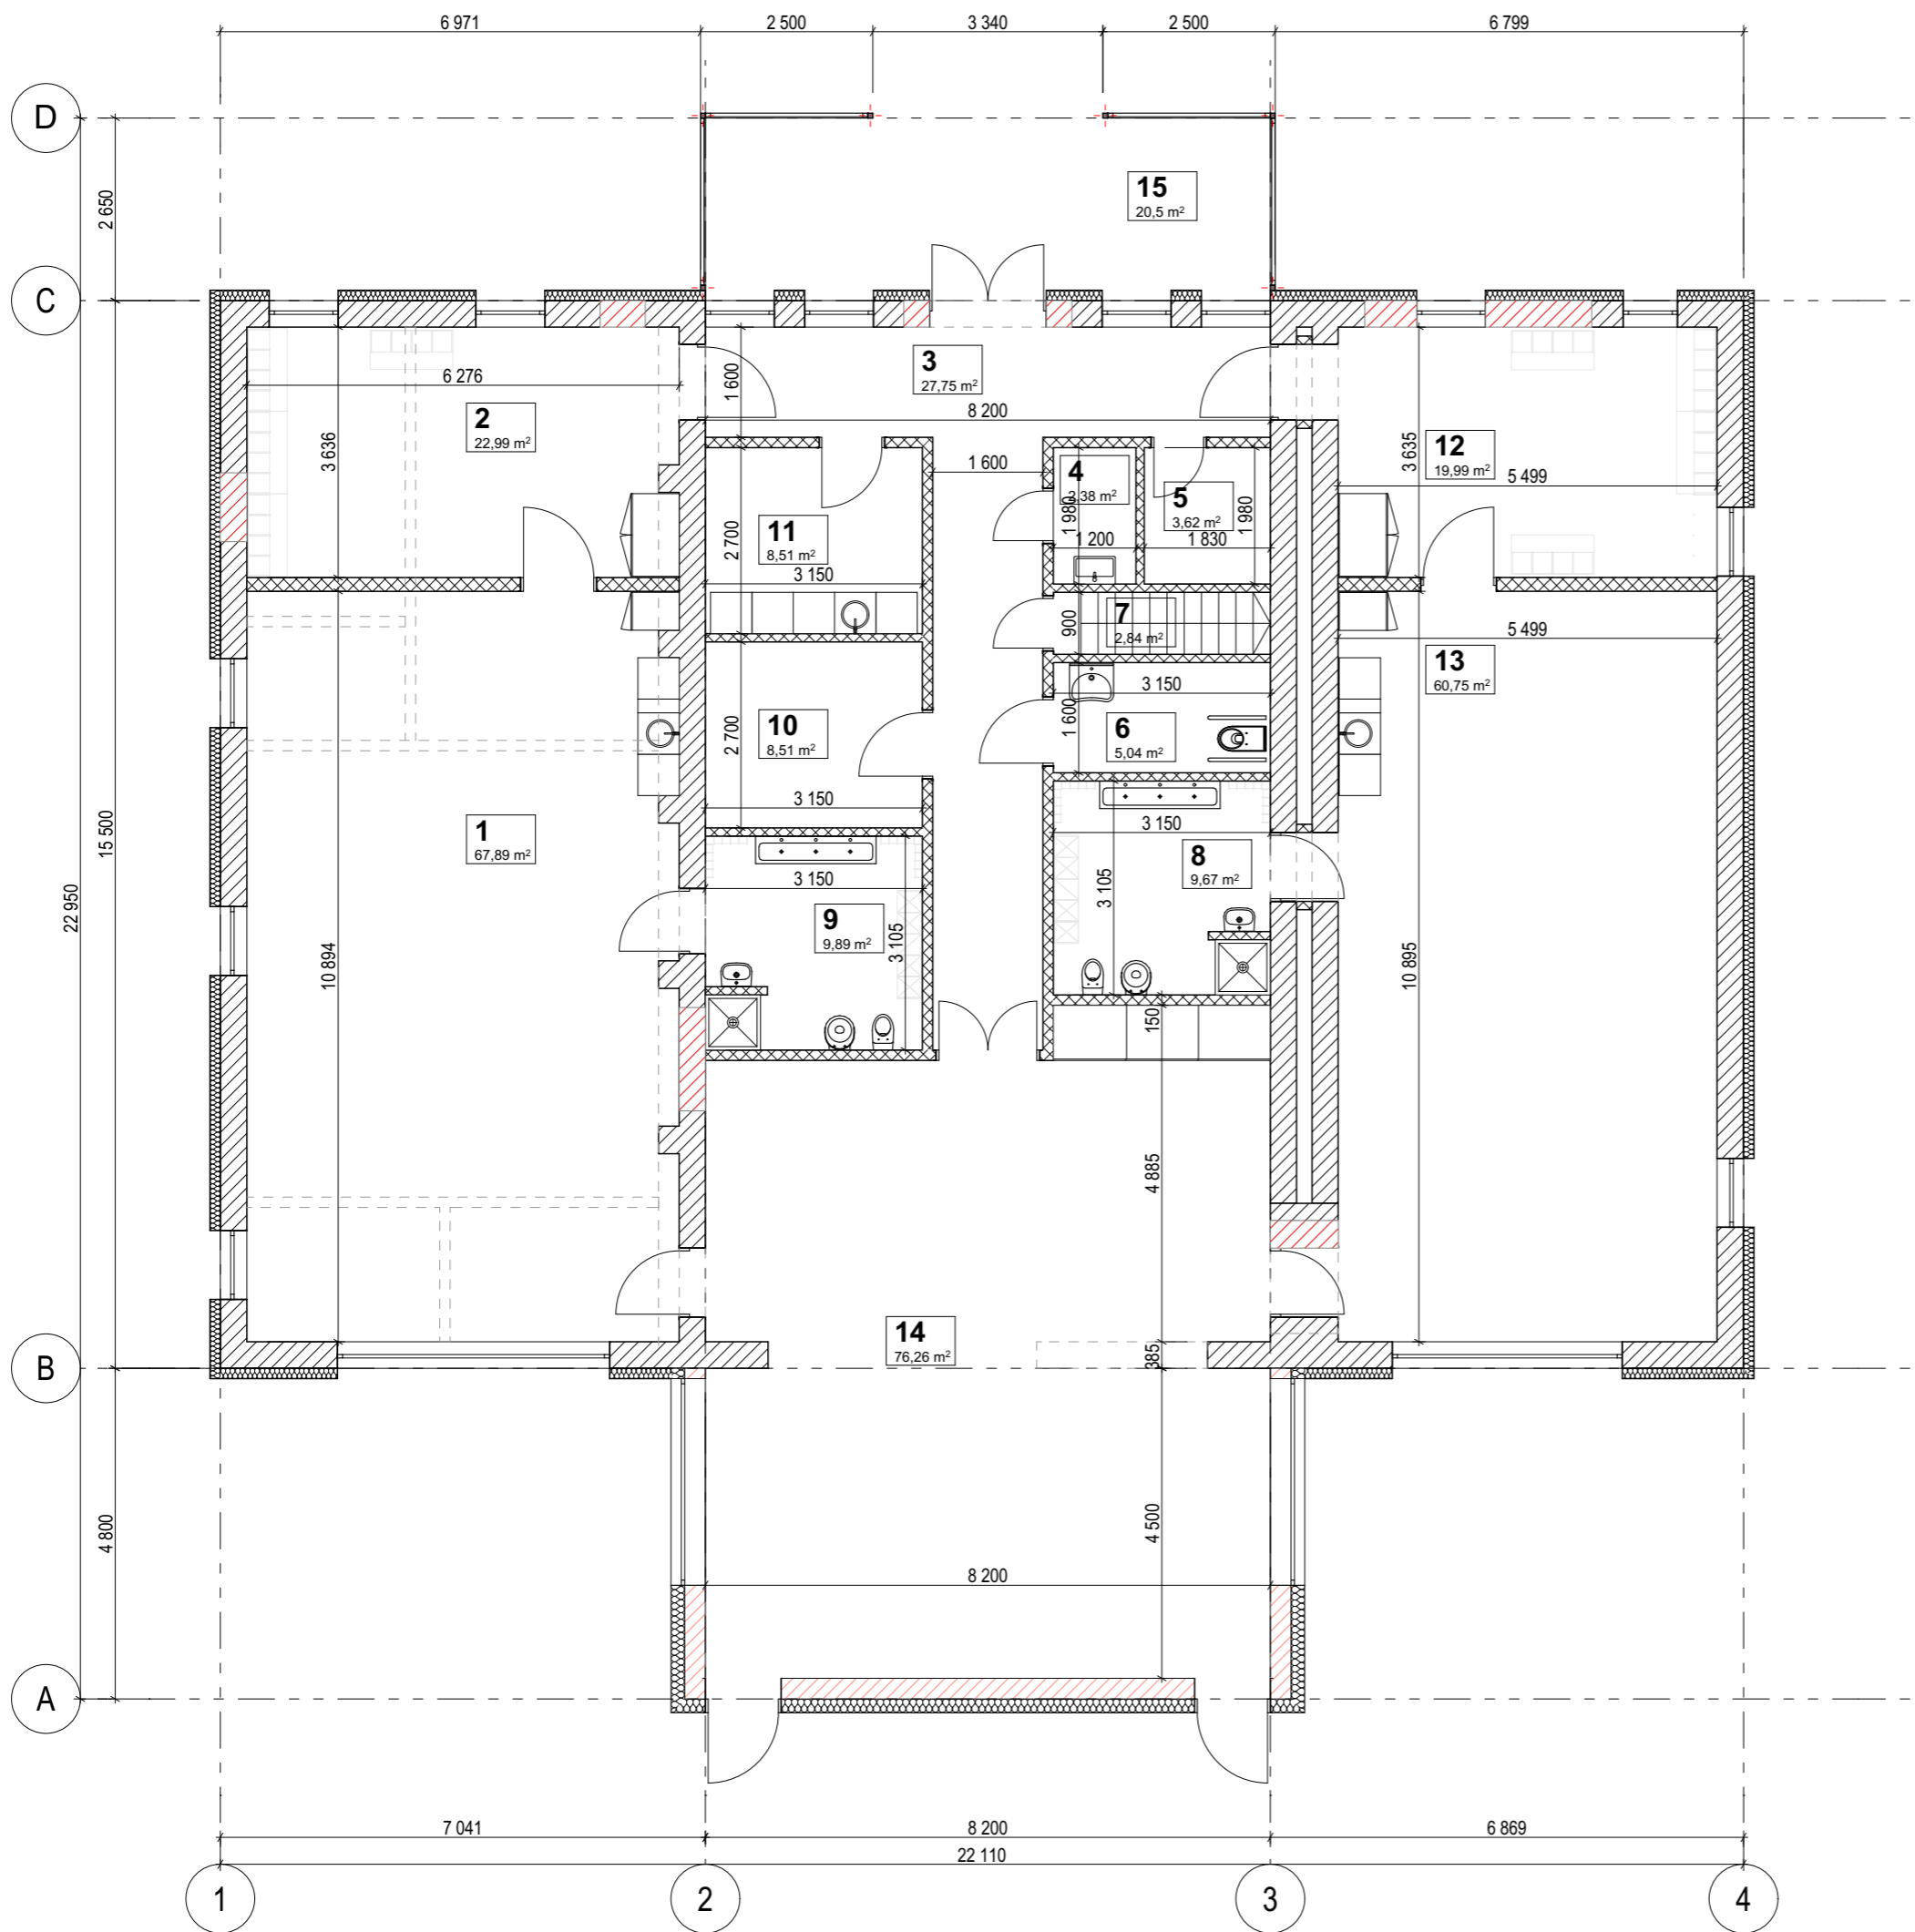 6 971 2 500 3 340 2 500 6 799
D
2 650
15
20,5 m²
C
3
27,75 m²
6 276
1 600
8 200
2
22,99 m²
3 636
12
19,99 m²
3 635
5 499
1 600
4
2,38 m²
1 980
5
3,62 m²
1 980
11
8,51 m²
2 700
1 200 1 830
3 150
7
2,84 m²
900
5 499
13
60,75 m²
3 150
10
8,51 m²
2 700
6
5,04 m²
1 600
3 150
3 150
1
67,89 m²
15 500
8
9,67 m²
3 105
3 150
9
9,89 m²
3 105
22 950
10 894
10 895
150
4 885
14
76,26 m²
385
B
4 800
4 500
8 200
A
7 041 8 200 6 869
22 110
1 2 3 4